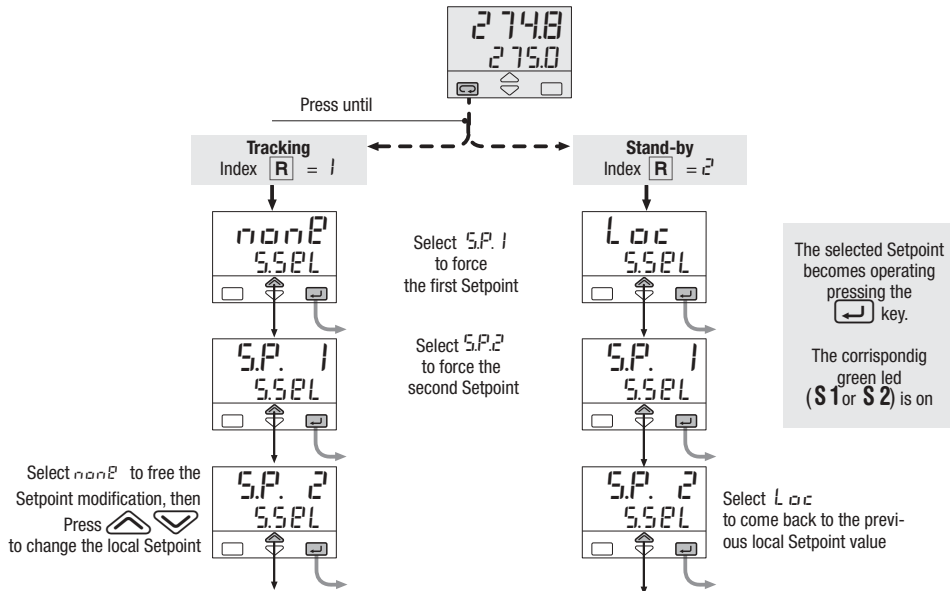 274.8
275.0
Press until
Tracking
Index R = 1
Stand-by
Index R = 2
nonE
S.SEL
Select S.P. 1
to force
the first Setpoint
Loc
S.SEL
The selected Setpoint
becomes operating
pressing the
key.
The corrispondig
green led
(S 1 or S 2) is on
S.P. 1
S.SEL
Select S.P.2
to force the
second Setpoint
S.P. 1
S.SEL
Select nonE to free the
Setpoint modification, then
Press
to change the local Setpoint
S.P. 2
S.SEL
S.P. 2
S.SEL
Select Loc
to come back to the previ-
ous local Setpoint value